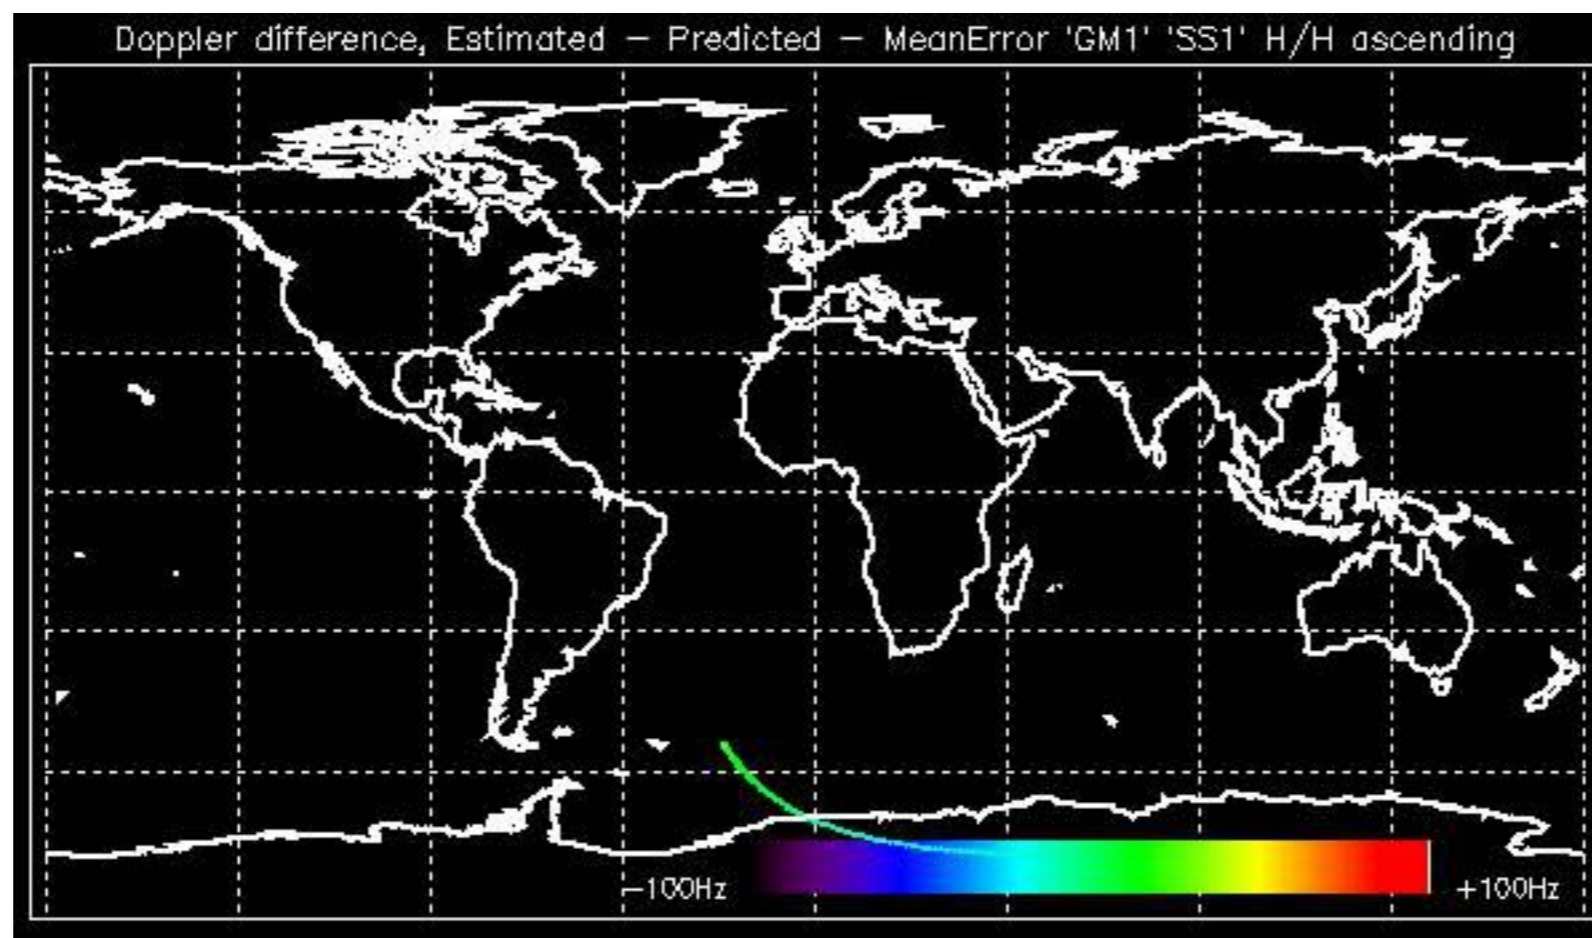 Doppler difference, Estimated – Predicted – MeanError 'GM1' 'SS1' H/H ascending
–100Hz
+100Hz